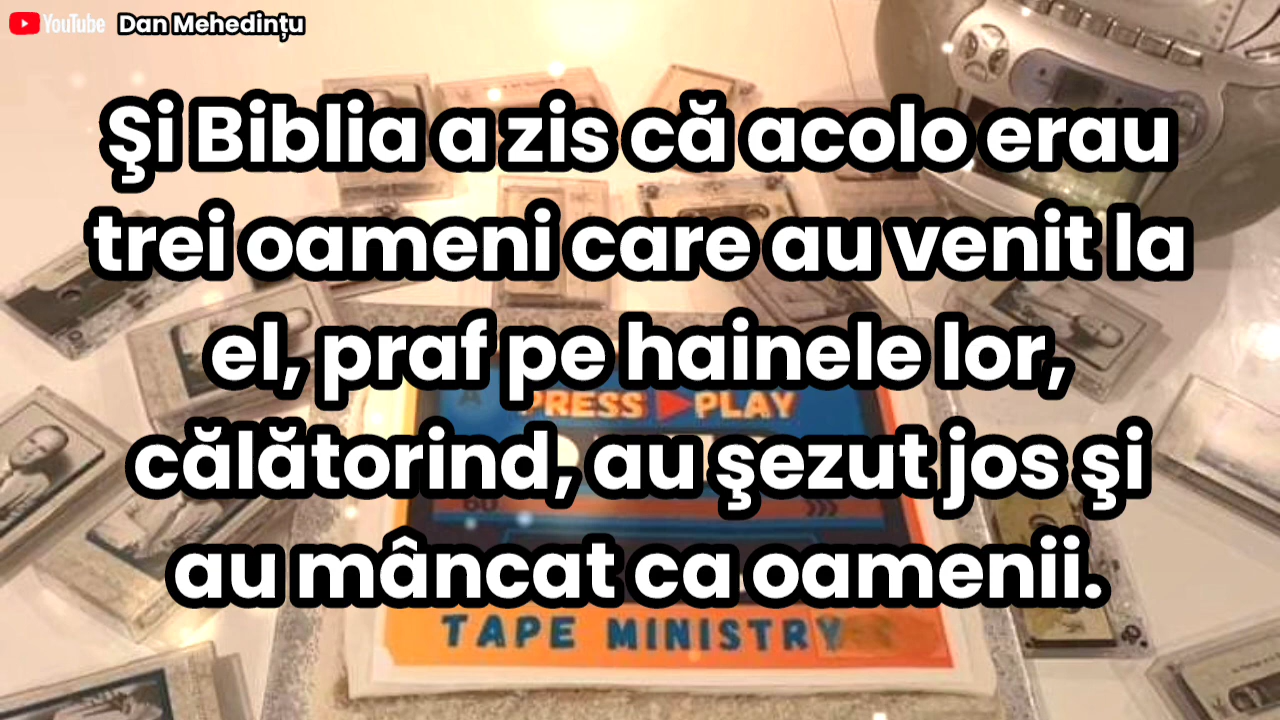 YouTube Dan Mehedințu
Şi Biblia a zis că acolo erau
trei oameni care au venit la
el, praf pe hainele lor,
PRESS PLAY
călătorind, au şezut jos şi
60
au mâncat ca oamenii.
TAPE MINISTRY